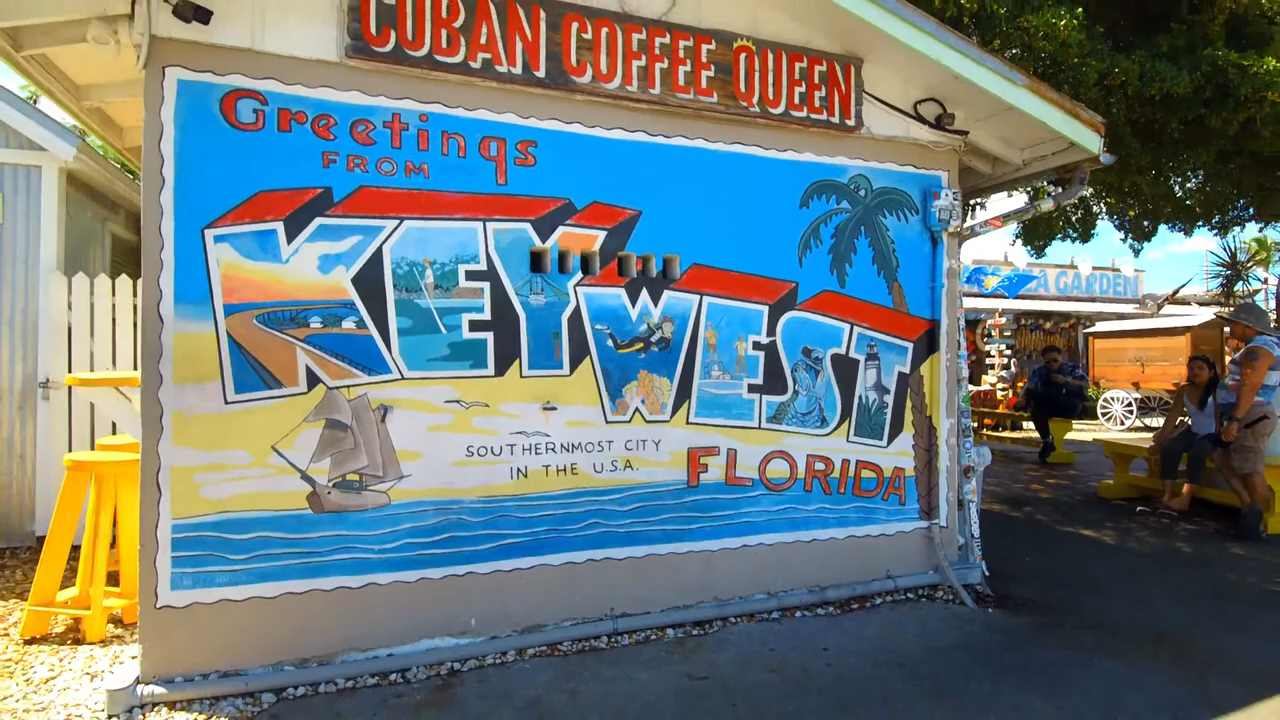 CUBAN COFFEE QUEEN
Greetings
FROM
KEY WEST
SOUTHERNMOST CITY
IN THE U.S.A.
FLORIDA
GARDEN